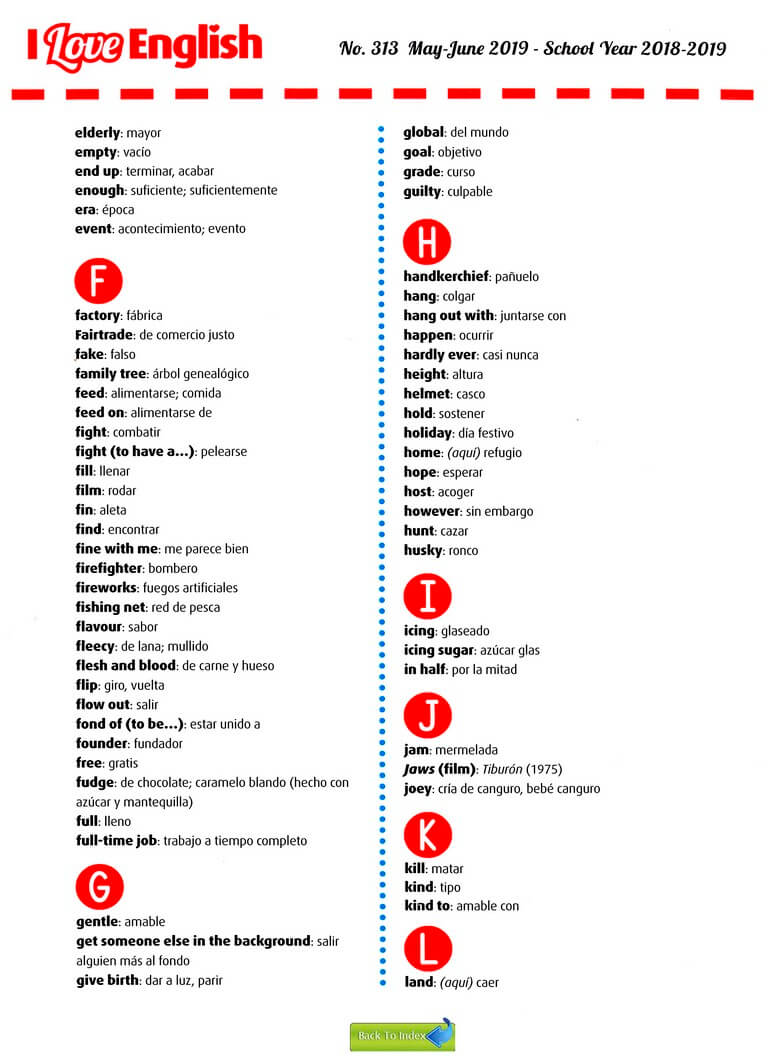 I Love English
No. 313 May-June 2019 - School Year 2018-2019
elderly: mayor
empty: vacío
end up: terminar, acabar
enough: suficiente; suficientemente
era: época
event: acontecimiento; evento
F
factory: fábrica
Fairtrade: de comercio justo
fake: falso
family tree: árbol genealógico
feed: alimentarse; comida
feed on: alimentarse de
fight: combatir
fight (to have a...): pelearse
fill: llenar
film: rodar
fin: aleta
find: encontrar
fine with me: me parece bien
firefighter: bombero
fireworks: fuegos artificiales
fishing net: red de pesca
flavour: sabor
fleecy: de lana; mullido
flesh and blood: de carne y hueso
flip: giro, vuelta
flow out: salir
fond of (to be...): estar unido a
founder: fundador
free: gratis
fudge: de chocolate; caramelo blando (hecho con
azúcar y mantequilla)
full: lleno
full-time job: trabajo a tiempo completo
G
gentle: amable
get someone else in the background: salir
alguien más al fondo
give birth: dar a luz, parir
global: del mundo
goal: objetivo
grade: curso
guilty: culpable
H
handkerchief: pañuelo
hang: colgar
hang out with: juntarse con
happen: ocurrir
hardly ever: casi nunca
height: altura
helmet: casco
hold: sostener
holiday: día festivo
home: (aquí) refugio
hope: esperar
host: acoger
however: sin embargo
hunt: cazar
husky: ronco
I
icing: glaseado
icing sugar: azúcar glas
in half: por la mitad
J
jam: mermelada
Jaws (film): Tiburón (1975)
joey: cría de canguro, bebé canguro
K
kill: matar
kind: tipo
kind to: amable con
L
land: (aquí) caer
Back To Index